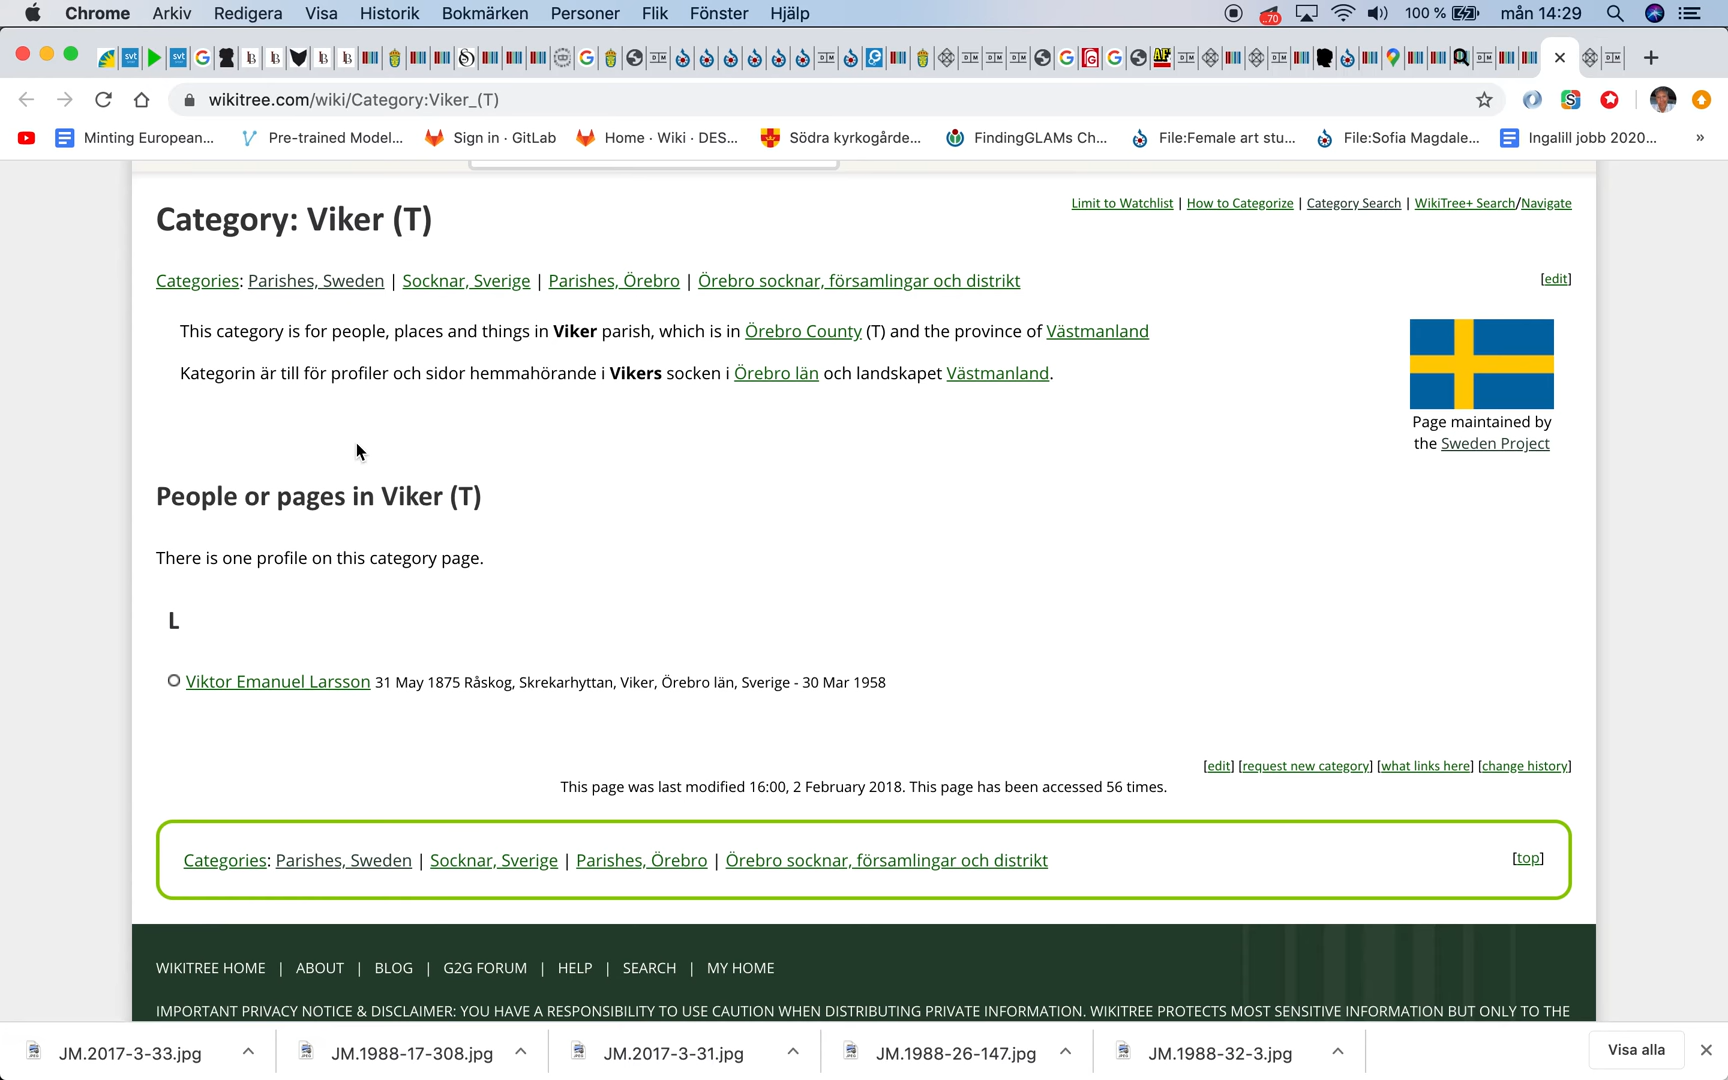 Chrome Arkiv Redigera Visa Historik Bokmärken Personer Flik Fönster Hjälp 70 100 % mån 14:29
wikitree.com/wiki/Category:Viker_(T)
Minting European... Pre-trained Model... Sign in · GitLab Home · Wiki · DES... Södra kyrkogårde... FindingGLAMs Ch... File:Female art stu... File:Sofia Magdale... Ingalill jobb 2020... »
Limit to Watchlist | How to Categorize | Category Search | WikiTree+ Search/Navigate
Category: Viker (T)
Categories: Parishes, Sweden | Socknar, Sverige | Parishes, Örebro | Örebro socknar, församlingar och distrikt [edit]
This category is for people, places and things in Viker parish, which is in Örebro County (T) and the province of Västmanland
Kategorin är till för profiler och sidor hemmahörande i Vikers socken i Örebro län och landskapet Västmanland.
Page maintained by
the Sweden Project
People or pages in Viker (T)
There is one profile on this category page.
L
Viktor Emanuel Larsson 31 May 1875 Råskog, Skrekarhyttan, Viker, Örebro län, Sverige - 30 Mar 1958
[edit] [request new category] [what links here] [change history]
This page was last modified 16:00, 2 February 2018. This page has been accessed 56 times.
Categories: Parishes, Sweden | Socknar, Sverige | Parishes, Örebro | Örebro socknar, församlingar och distrikt [top]
WIKITREE HOME | ABOUT | BLOG | G2G FORUM | HELP | SEARCH | MY HOME
IMPORTANT PRIVACY NOTICE & DISCLAIMER: YOU HAVE A RESPONSIBILITY TO USE CAUTION WHEN DISTRIBUTING PRIVATE INFORMATION. WIKITREE PROTECTS MOST SENSITIVE INFORMATION BUT ONLY TO THE
JM.2017-3-33.jpg JM.1988-17-308.jpg JM.2017-3-31.jpg JM.1988-26-147.jpg JM.1988-32-3.jpg Visa alla